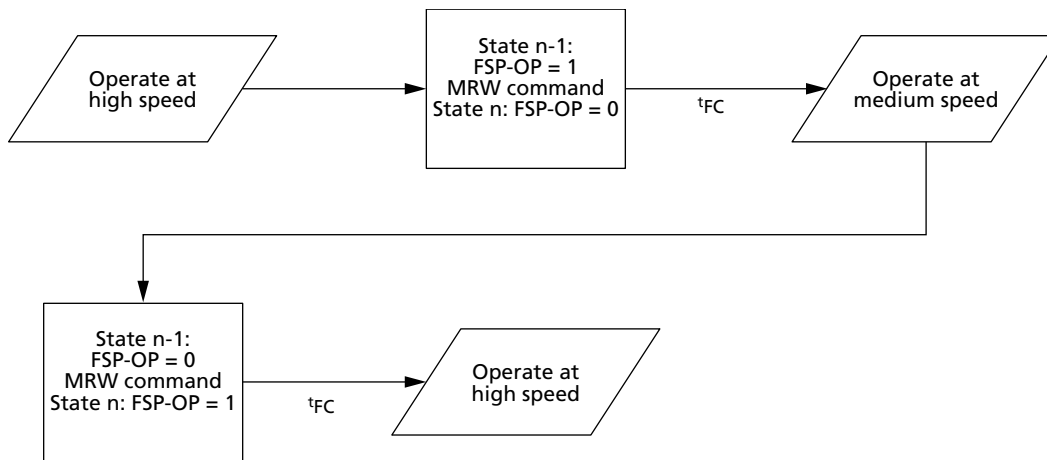 Operate at
high speed
State n-1:
FSP-OP = 1
MRW command
State n: FSP-OP = 0
tFC
Operate at
medium speed
State n-1:
FSP-OP = 0
MRW command
State n: FSP-OP = 1
tFC
Operate at
high speed